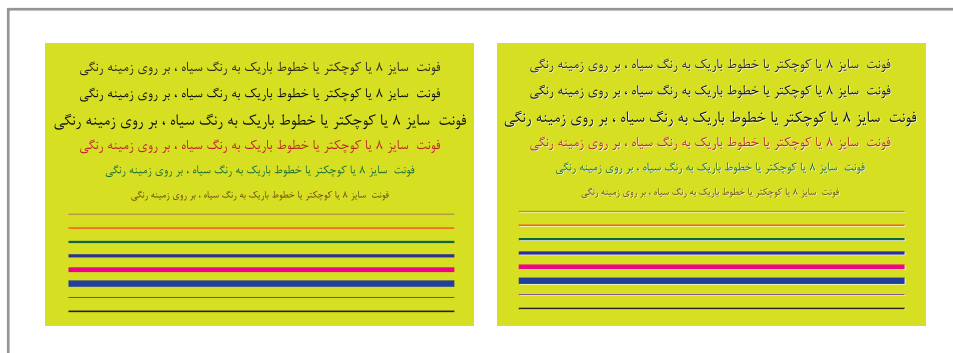 فونت سایز ۸ یا کوچکتر یا خطوط باریک به رنگ سیاه ، بر روی زمینه رنگی
فونت سایز ۸ یا کوچکتر یا خطوط باریک به رنگ سیاه ، بر روی زمینه رنگی
فونت سایز ۸ یا کوچکتر یا خطوط باریک به رنگ سیاه ، بر روی زمینه رنگی
فونت سایز ۸ یا کوچکتر یا خطوط باریک به رنگ سیاه ، بر روی زمینه رنگی
فونت سایز ۸ یا کوچکتر یا خطوط باریک به رنگ سیاه ، بر روی زمینه رنگی
فونت سایز ۸ یا کوچکتر یا خطوط باریک به رنگ سیاه ، بر روی زمینه رنگی
فونت سایز ۸ یا کوچکتر یا خطوط باریک به رنگ سیاه ، بر روی زمینه رنگی
فونت سایز ۸ یا کوچکتر یا خطوط باریک به رنگ سیاه ، بر روی زمینه رنگی
فونت سایز ۸ یا کوچکتر یا خطوط باریک به رنگ سیاه ، بر روی زمینه رنگی
فونت سایز ۸ یا کوچکتر یا خطوط باریک به رنگ سیاه ، بر روی زمینه رنگی
فونت سایز ۸ یا کوچکتر یا خطوط باریک به رنگ سیاه ، بر روی زمینه رنگی
فونت سایز ۸ یا کوچکتر یا خطوط باریک به رنگ سیاه ، بر روی زمینه رنگی